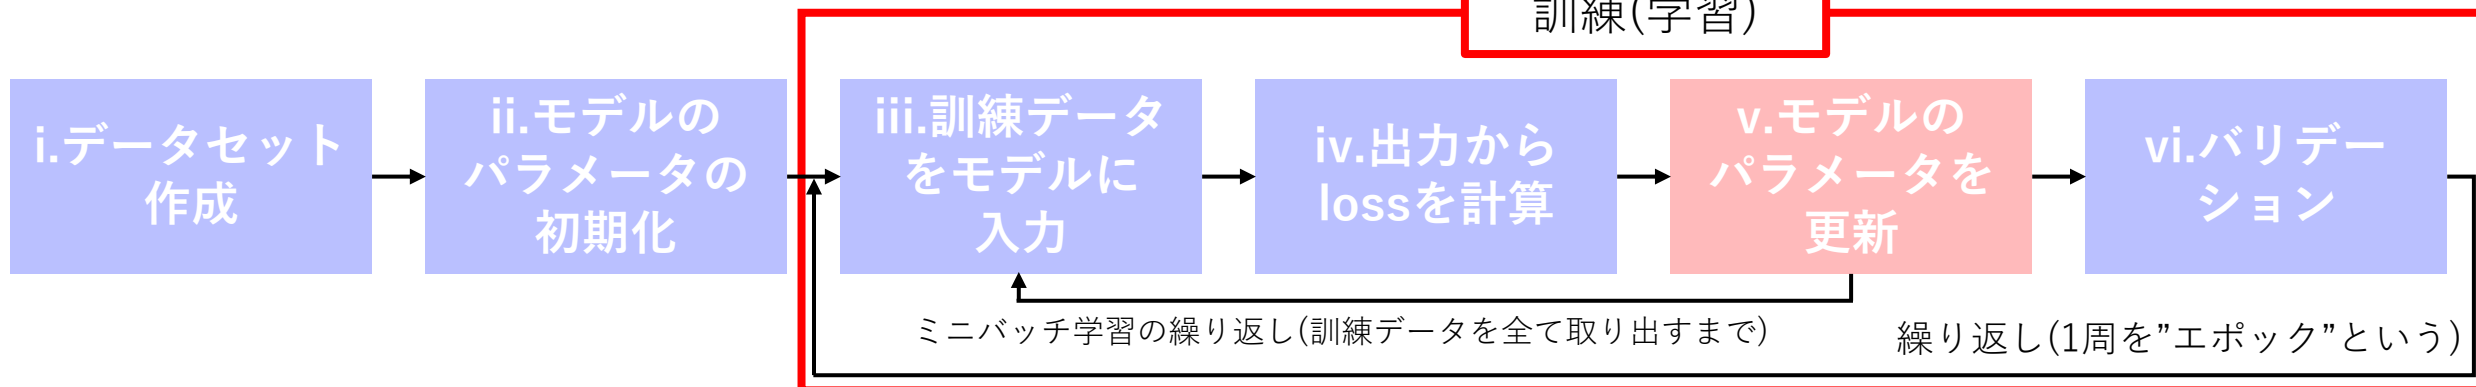 訓練(学習)
i.データセット
作成
ii.モデルの
パラメータの
初期化
iii.訓練データ
をモデルに
入力
iv.出力から
lossを計算
v.モデルの
パラメータを
更新
vi.バリデー
ション
ミニバッチ学習の繰り返し(訓練データを全て取り出すまで)
繰り返し(1周を”エポック”という)